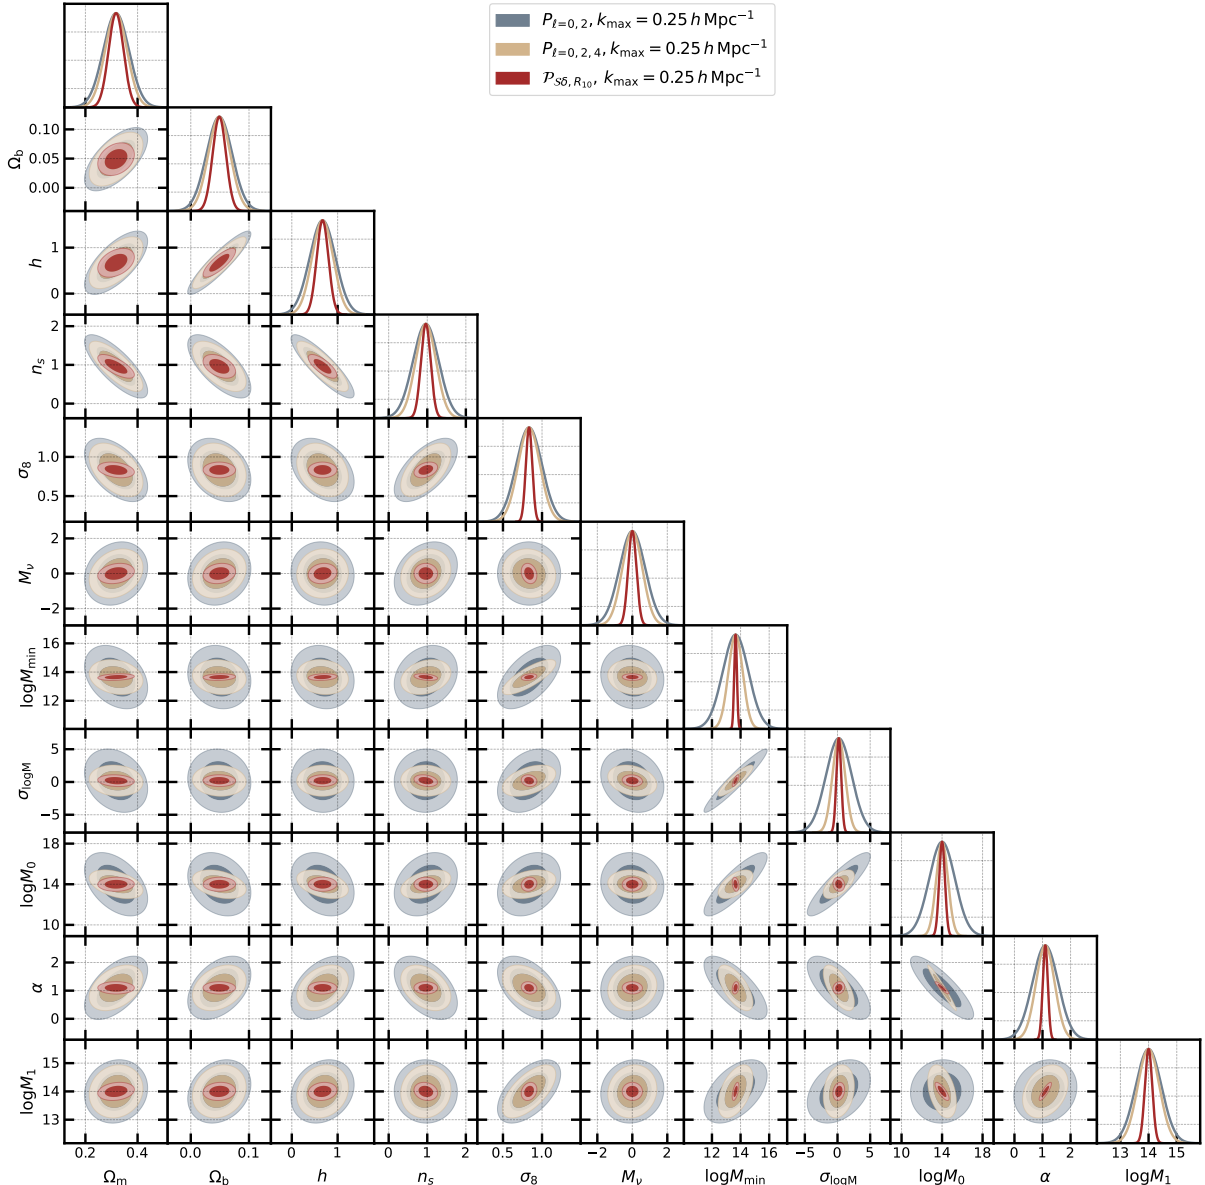 P_{ℓ=0,2}, k_max = 0.25 h Mpc⁻¹
P_{ℓ=0,2,4}, k_max = 0.25 h Mpc⁻¹
𝒫_{𝒮δ,R₁₀}, k_max = 0.25 h Mpc⁻¹
0.10
Ω_b
0.05
0.00
1
h
0
2
n_s
1
0
1.0
σ_8
0.5
2
M_ν
0
−2
16
logM_min
14
12
5
σ_logM
0
−5
18
logM_0
14
10
2
α
1
0
15
logM_1
14
13
0.2 0.4 0.0 0.1 0 1 0 1 2 0.5 1.0 −2 0 2 12 14 16 −5 0 5 10 14 18 0 1 2 13 14 15
Ω_m Ω_b h n_s σ_8 M_ν logM_min σ_logM logM_0 α logM_1